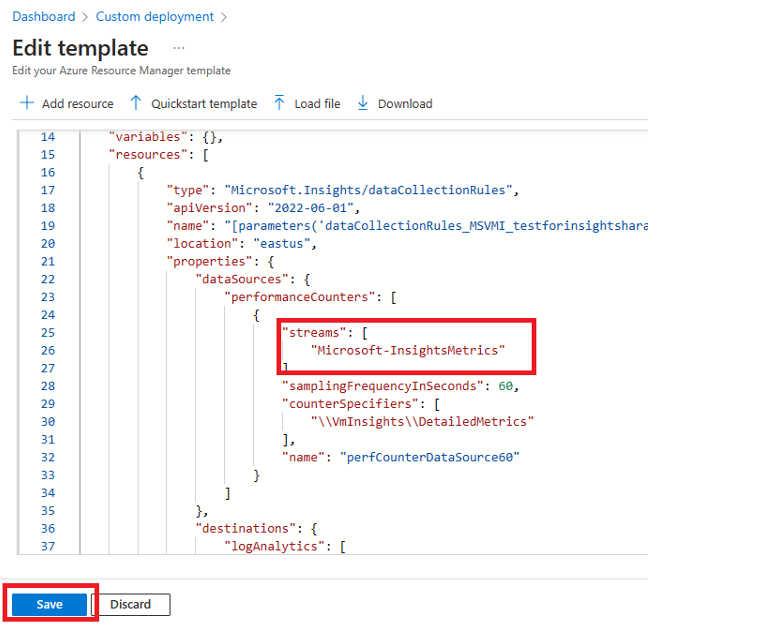 Dashboard > Custom deployment >
Edit template ...
Edit your Azure Resource Manager template
Add resource Quickstart template Load file Download
14 "variables": {},
15 "resources": [
16 {
17 "type": "Microsoft.Insights/dataCollectionRules",
18 "apiVersion": "2022-06-01",
19 "name": "[parameters('dataCollectionRules_MSVMI_testforinsightshara
20 "location": "eastus",
21 "properties": {
22 "dataSources": {
23 "performanceCounters": [
24 {
25 "streams": [
26 "Microsoft-InsightsMetrics"
27 ]
28 "samplingFrequencyInSeconds": 60,
29 "counterSpecifiers": [
30 "\\VmInsights\\DetailedMetrics"
31 ],
32 "name": "perfCounterDataSource60"
33 }
34 ]
35 },
36 "destinations": {
37 "logAnalytics": [
Save Discard